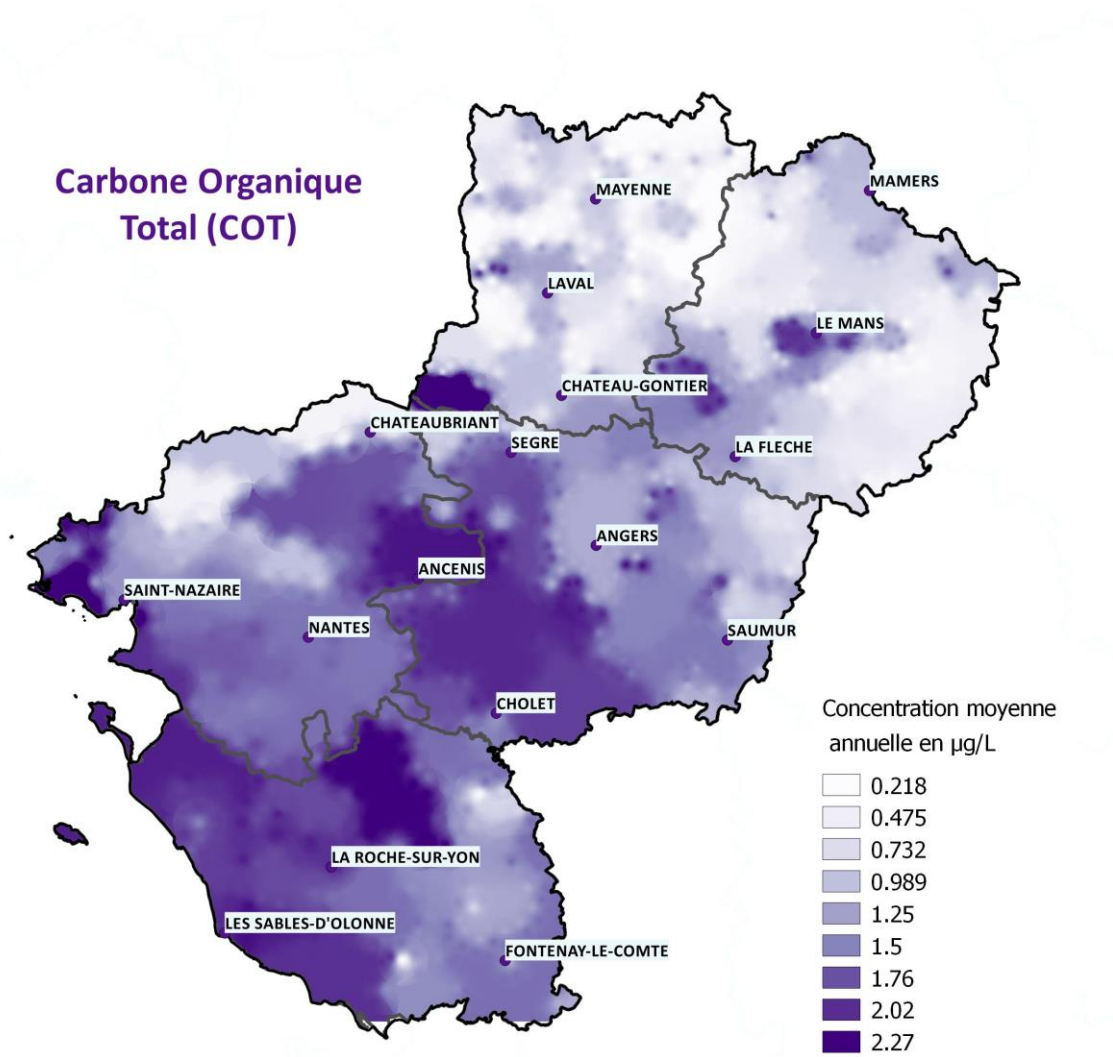 Carbone Organique
Total (COT)
MAYENNE
MAMERS
LAVAL
LE MANS
CHATEAU-GONTIER
CHATEAUBRIANT
SEGRE
LA FLECHE
ANGERS
ANCENIS
SAINT-NAZAIRE
NANTES
SAUMUR
CHOLET
LA ROCHE-SUR-YON
LES SABLES-D'OLONNE
FONTENAY-LE-COMTE
Concentration moyenne
annuelle en µg/L
0.218
0.475
0.732
0.989
1.25
1.5
1.76
2.02
2.27